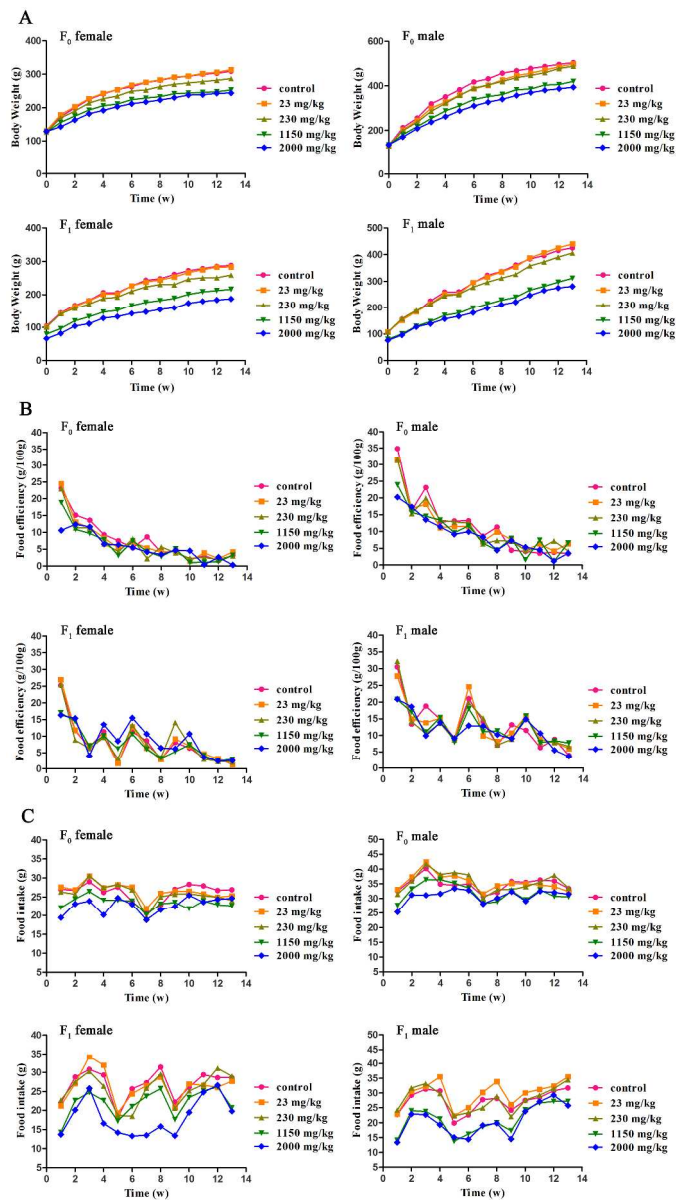 A
F0 female
Body Weight (g)
400
300
200
100
0
0 2 4 6 8 10 12 14
Time (w)
control
23 mg/kg
230 mg/kg
1150 mg/kg
2000 mg/kg
F0 male
Body Weight (g)
600
400
200
0
0 2 4 6 8 10 12 14
Time (w)
control
23 mg/kg
230 mg/kg
1150 mg/kg
2000 mg/kg
F1 female
Body Weight (g)
400
300
200
100
0
0 2 4 6 8 10 12 14
Time (w)
control
23 mg/kg
230 mg/kg
1150 mg/kg
2000 mg/kg
F1 male
Body Weight (g)
500
400
300
200
100
0
0 2 4 6 8 10 12 14
Time (w)
control
23 mg/kg
230 mg/kg
1150 mg/kg
2000 mg/kg
B
F0 female
Food efficiency (g/100g)
40
35
30
25
20
15
10
5
0
0 2 4 6 8 10 12 14
Time (w)
control
23 mg/kg
230 mg/kg
1150 mg/kg
2000 mg/kg
F0 male
Food efficiency (g/100g)
40
35
30
25
20
15
10
5
0
0 2 4 6 8 10 12 14
Time (w)
control
23 mg/kg
230 mg/kg
1150 mg/kg
2000 mg/kg
F1 female
Food efficiency (g/100g)
40
35
30
25
20
15
10
5
0
0 2 4 6 8 10 12 14
Time (w)
control
23 mg/kg
230 mg/kg
1150 mg/kg
2000 mg/kg
F1 male
Food efficiency (g/100g)
40
35
30
25
20
15
10
5
0
0 2 4 6 8 10 12 14
Time (w)
control
23 mg/kg
230 mg/kg
1150 mg/kg
2000 mg/kg
C
F0 female
Food intake (g)
40
35
30
25
20
15
10
5
0 2 4 6 8 10 12 14
Time (w)
control
23 mg/kg
230 mg/kg
1150 mg/kg
2000 mg/kg
F0 male
Food intake (g)
50
45
40
35
30
25
20
15
10
5
0 2 4 6 8 10 12 14
Time (w)
control
23 mg/kg
230 mg/kg
1150 mg/kg
2000 mg/kg
F1 female
Food intake (g)
40
35
30
25
20
15
10
5
0 2 4 6 8 10 12 14
Time (w)
control
23 mg/kg
230 mg/kg
1150 mg/kg
2000 mg/kg
F1 male
Food intake (g)
50
45
40
35
30
25
20
15
10
5
0 2 4 6 8 10 12 14
Time (w)
control
23 mg/kg
230 mg/kg
1150 mg/kg
2000 mg/kg